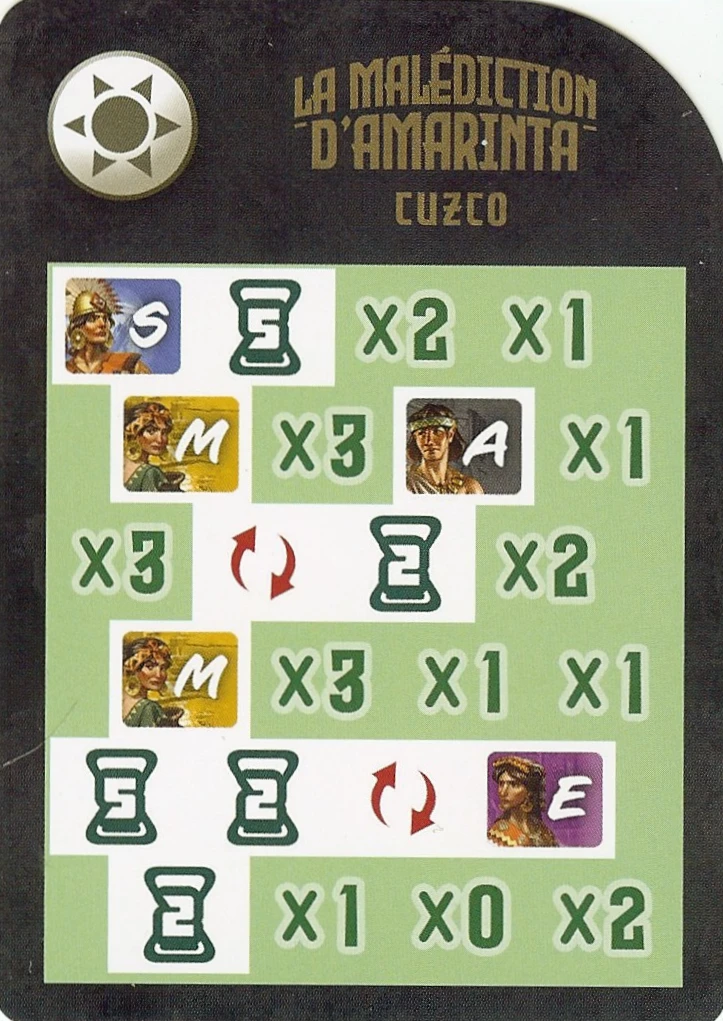 LA MALÉDICTION
D'AMARINTA
CUZCO
S 5 X2 X1
M X3 A X1
X3 2 X2
M X3 X1 X1
5 2 E
2 X1 X0 X2